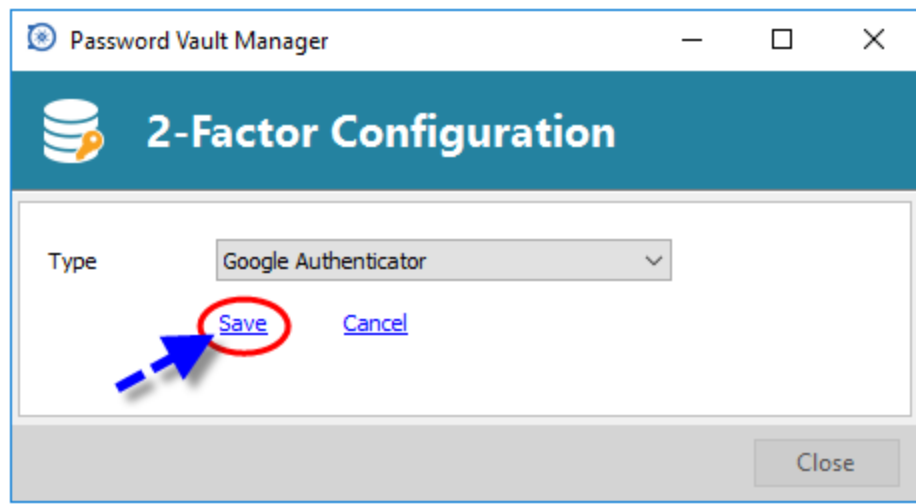 Password Vault Manager
2-Factor Configuration
Type Google Authenticator
Save Cancel
Close